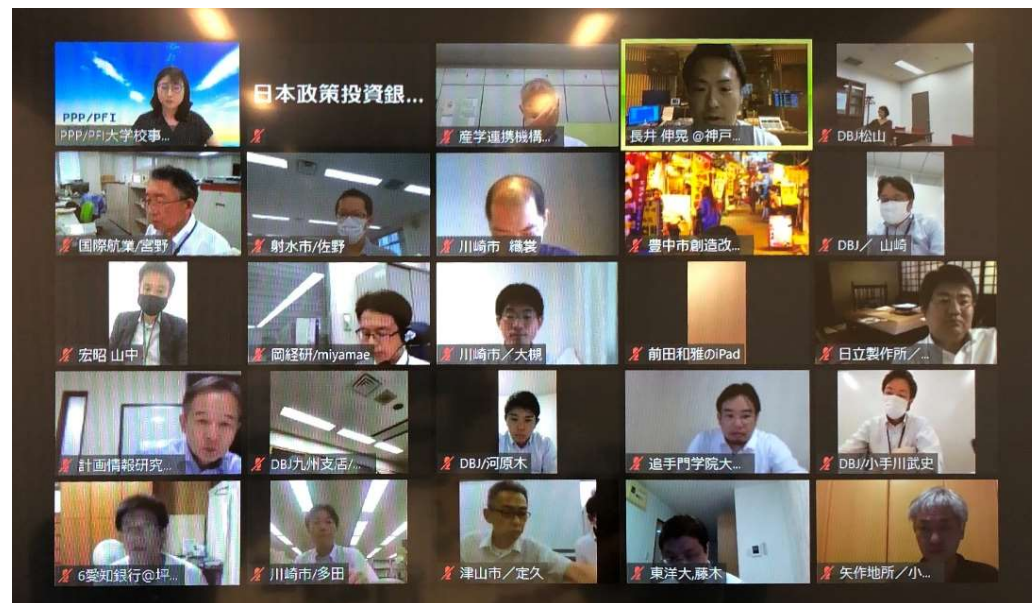 PPP/PFI
PPP/PFI大学校事...
日本政策投資銀...
産学連携機構...
長井 伸晃@神戸...
DBJ松山
国際航業/宮野
射水市/佐野
川崎市 織裳
豊中市創造改...
DBJ/ 山崎
宏昭 山中
岡経研/miyamae
川崎市/大槻
前田和雅のiPad
日立製作所/...
計画情報研究...
DBJ九州支店/...
DBJ/河原木
追手門学院大...
DBJ/小手川武史
6愛知銀行@坪...
川崎市/多田
津山市/定久
東洋大,藤木
矢作地所/小...